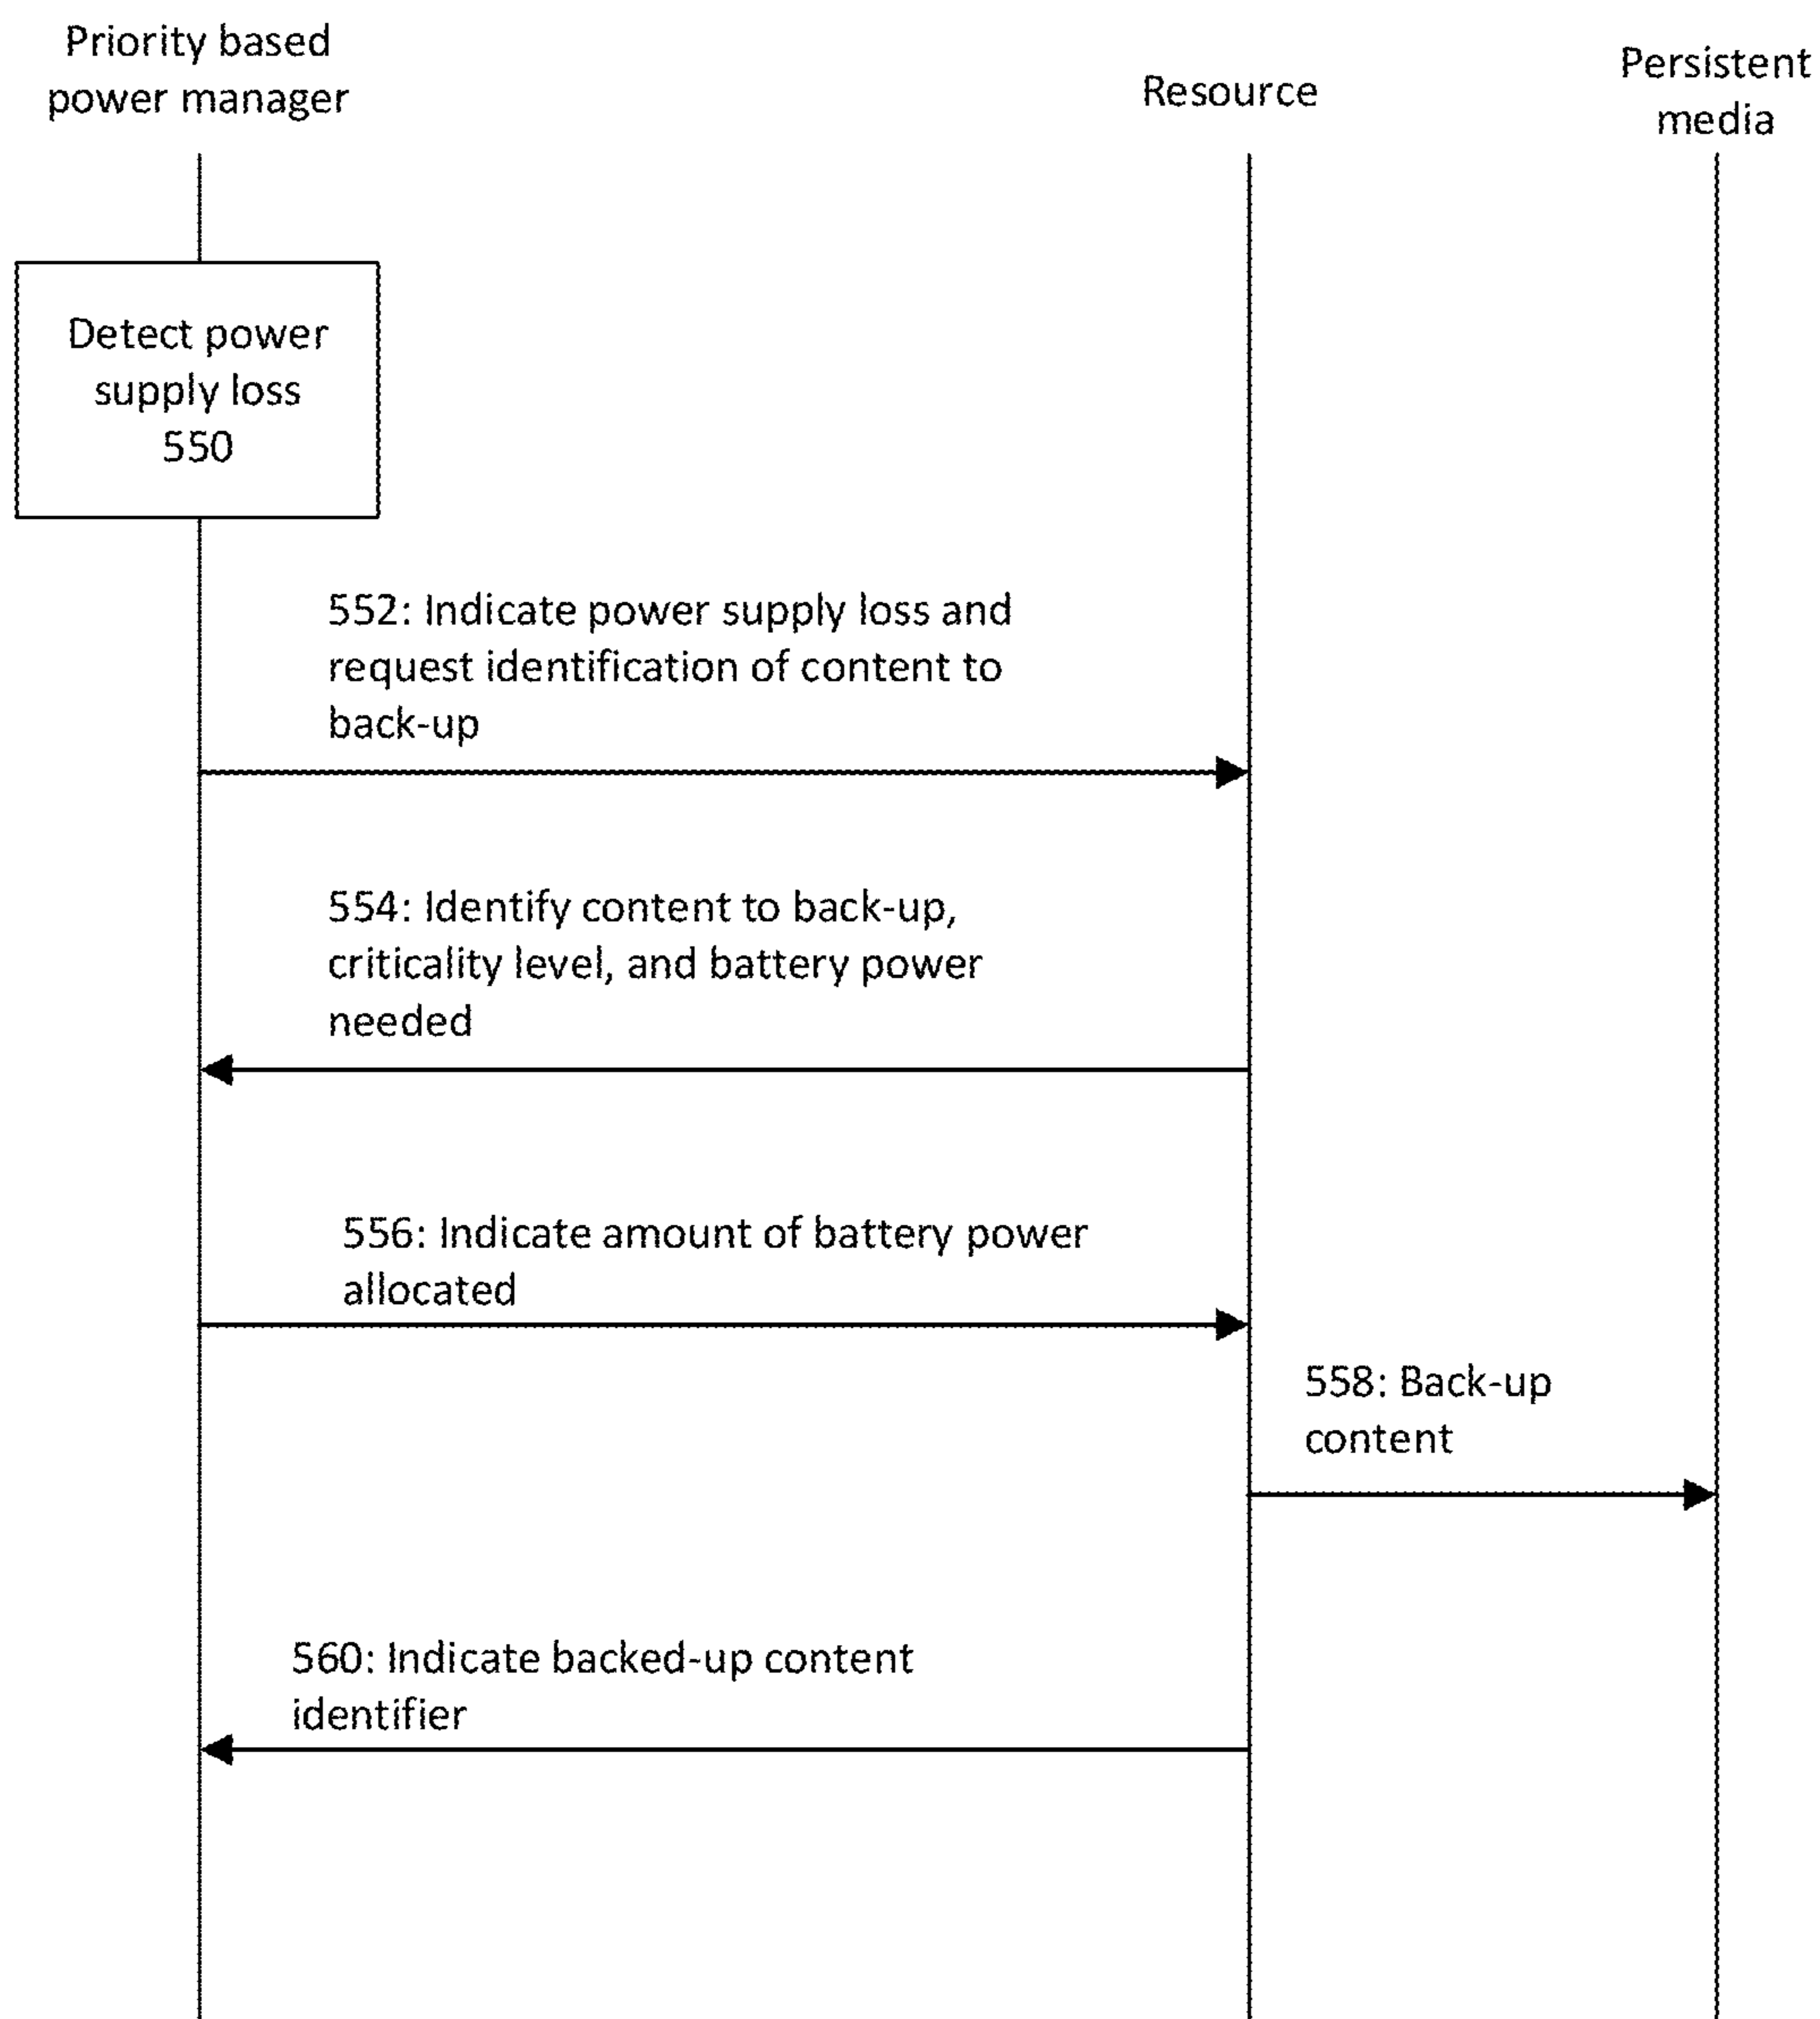 Priority based
power manager
Resource
Persistent
media
Detect power
supply loss
550
552: Indicate power supply loss and
request identification of content to
back-up
554: Identify content to back-up,
criticality level, and battery power
needed
556: Indicate amount of battery power
allocated
558: Back-up
content
560: Indicate backed-up content
identifier